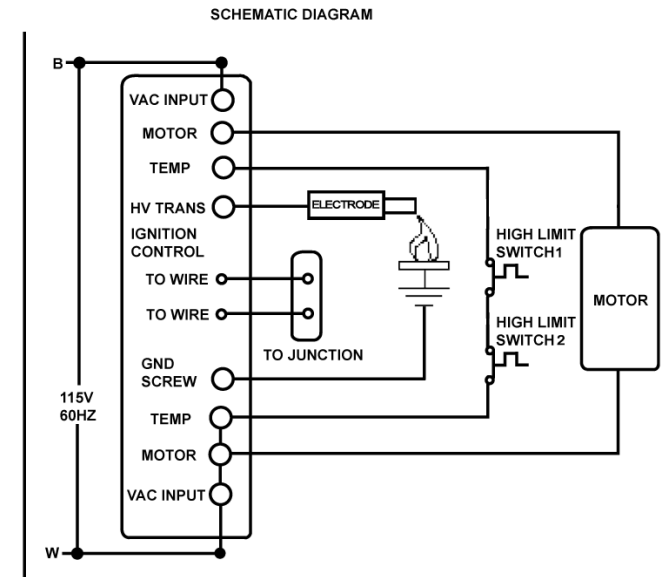 SCHEMATIC DIAGRAM
B
VAC INPUT
MOTOR
TEMP
HV TRANS
ELECTRODE
IGNITION
CONTROL
HIGH LIMIT
SWITCH1
TO WIRE
MOTOR
TO WIRE
HIGH LIMIT
SWITCH 2
TO JUNCTION
GND
SCREW
115V
60HZ
TEMP
MOTOR
VAC INPUT
W